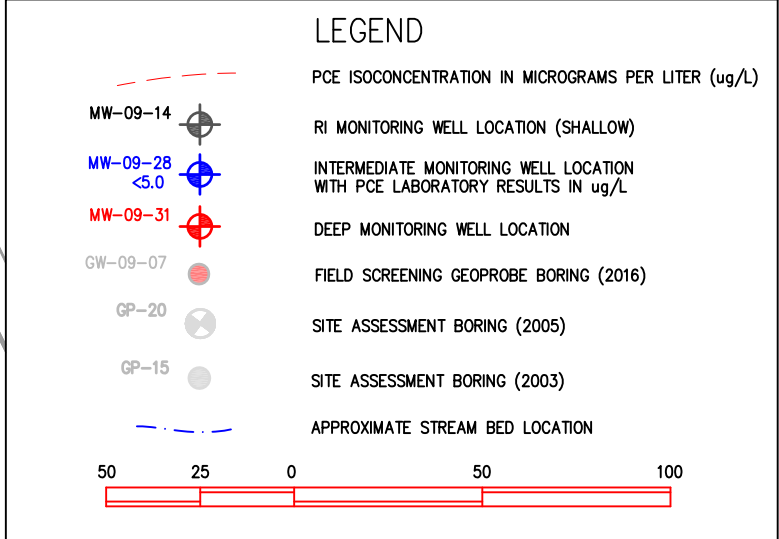 LEGEND
PCE ISOCONCENTRATION IN MICROGRAMS PER LITER (ug/L)
MW-09-14
RI MONITORING WELL LOCATION (SHALLOW)
MW-09-28
<5.0
INTERMEDIATE MONITORING WELL LOCATION
WITH PCE LABORATORY RESULTS IN ug/L
MW-09-31
DEEP MONITORING WELL LOCATION
GW-09-07
FIELD SCREENING GEOPROBE BORING (2016)
GP-20
SITE ASSESSMENT BORING (2005)
GP-15
SITE ASSESSMENT BORING (2003)
APPROXIMATE STREAM BED LOCATION
50 25 0 50 100